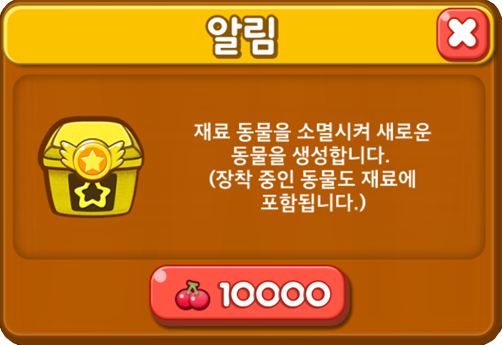 알림
재료 동물을 소멸시켜 새로운
동물을 생성합니다.
(장착 중인 동물도 재료에
포함됩니다.)
10000